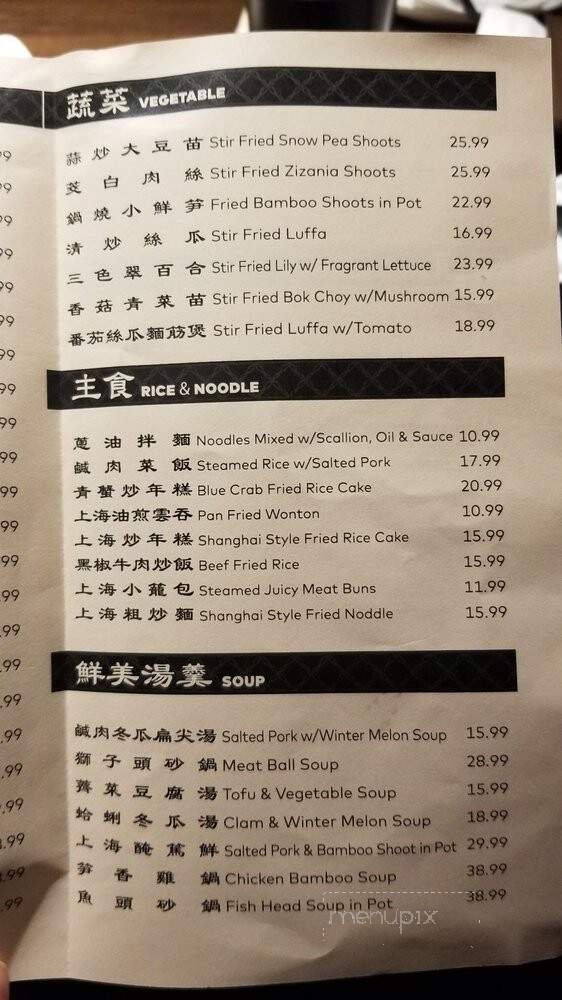 蔬菜 VEGETABLE
蒜炒大豆苗 Stir Fried Snow Pea Shoots 25.99
茭白肉絲 Stir Fried Zizania Shoots 25.99
鍋燒小鮮笋 Fried Bamboo Shoots in Pot 22.99
清炒絲瓜 Stir Fried Luffa 16.99
三色翠百合 Stir Fried Lily w/ Fragrant Lettuce 23.99
香菇青菜苗 Stir Fried Bok Choy w/Mushroom 15.99
番茄絲瓜麵筋煲 Stir Fried Luffa w/Tomato 18.99
主食 RICE & NOODLE
蔥油拌麵 Noodles Mixed w/Scallion, Oil & Sauce 10.99
鹹肉菜飯 Steamed Rice w/Salted Pork 17.99
青蟹炒年糕 Blue Crab Fried Rice Cake 20.99
上海油煎雲吞 Pan Fried Wonton 10.99
上海炒年糕 Shanghai Style Fried Rice Cake 15.99
黑椒牛肉炒飯 Beef Fried Rice 15.99
上海小籠包 Steamed Juicy Meat Buns 11.99
上海粗炒麵 Shanghai Style Fried Noddle 15.99
鮮美湯羹 SOUP
鹹肉冬瓜扁尖湯 Salted Pork w/Winter Melon Soup 15.99
獅子頭砂鍋 Meat Ball Soup 28.99
薺菜豆腐湯 Tofu & Vegetable Soup 15.99
蛤蜊冬瓜湯 Clam & Winter Melon Soup 18.99
上海醃篤鮮 Salted Pork & Bamboo Shoot in Pot 29.99
笋香雞鍋 Chicken Bamboo Soup 38.99
魚頭砂鍋 Fish Head Soup in Pot 38.99
menupix